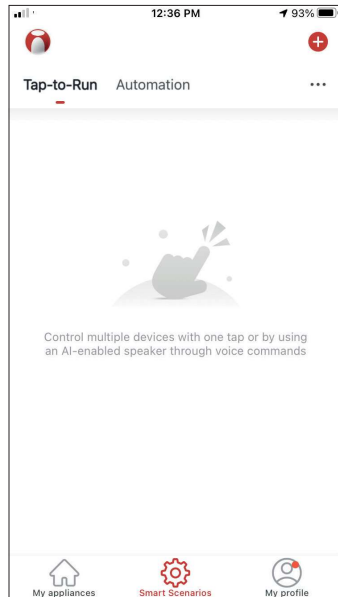 12:36 PM
93%
Tap-to-Run Automation
Control multiple devices with one tap or by using
an AI-enabled speaker through voice commands
My appliances Smart Scenarios My profile